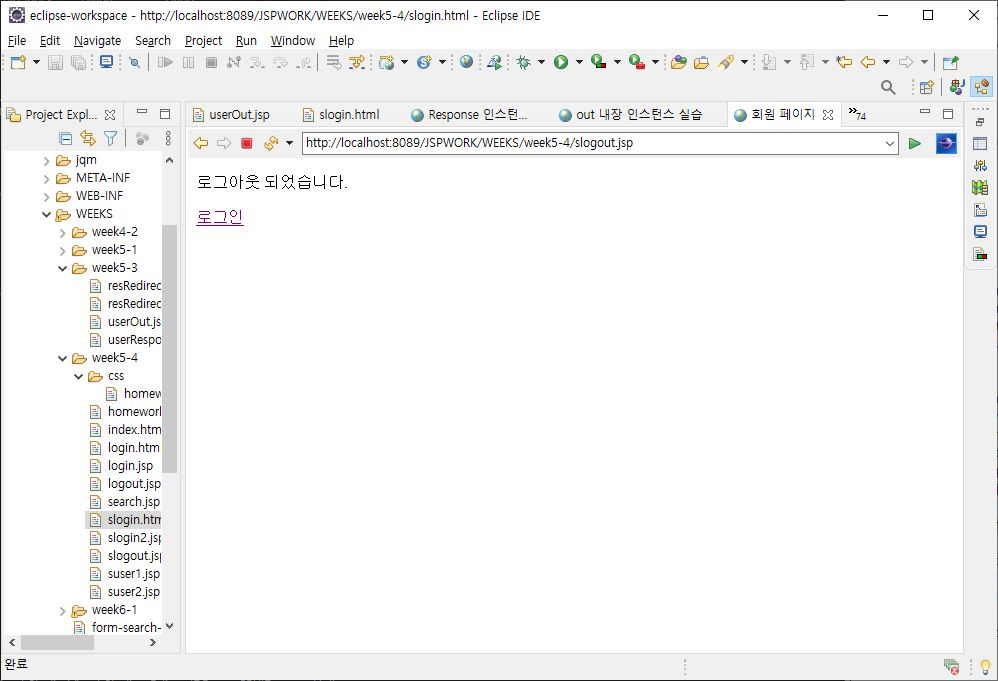 eclipse-workspace - http://localhost:8089/JSPWORK/WEEKS/week5-4/slogin.html - Eclipse IDE
File Edit Navigate Search Project Run Window Help
Project Expl...
userOut.jsp slogin.html Response 인스턴... out 내장 인스턴스 실습 회원 페이지 »74
http://localhost:8089/JSPWORK/WEEKS/week5-4/slogout.jsp
로그아웃 되었습니다.
로그인
jqm
META-INF
WEB-INF
WEEKS
week4-2
week5-1
week5-3
resRedirec
resRedirec
userOut.js
userRespo
week5-4
css
homew
homework
index.htm
login.htm
login.jsp
logout.jsp
search.jsp
slogin.htm
slogin2.jsp
slogout.jsp
suser1.jsp
suser2.jsp
week6-1
form-search-
완료